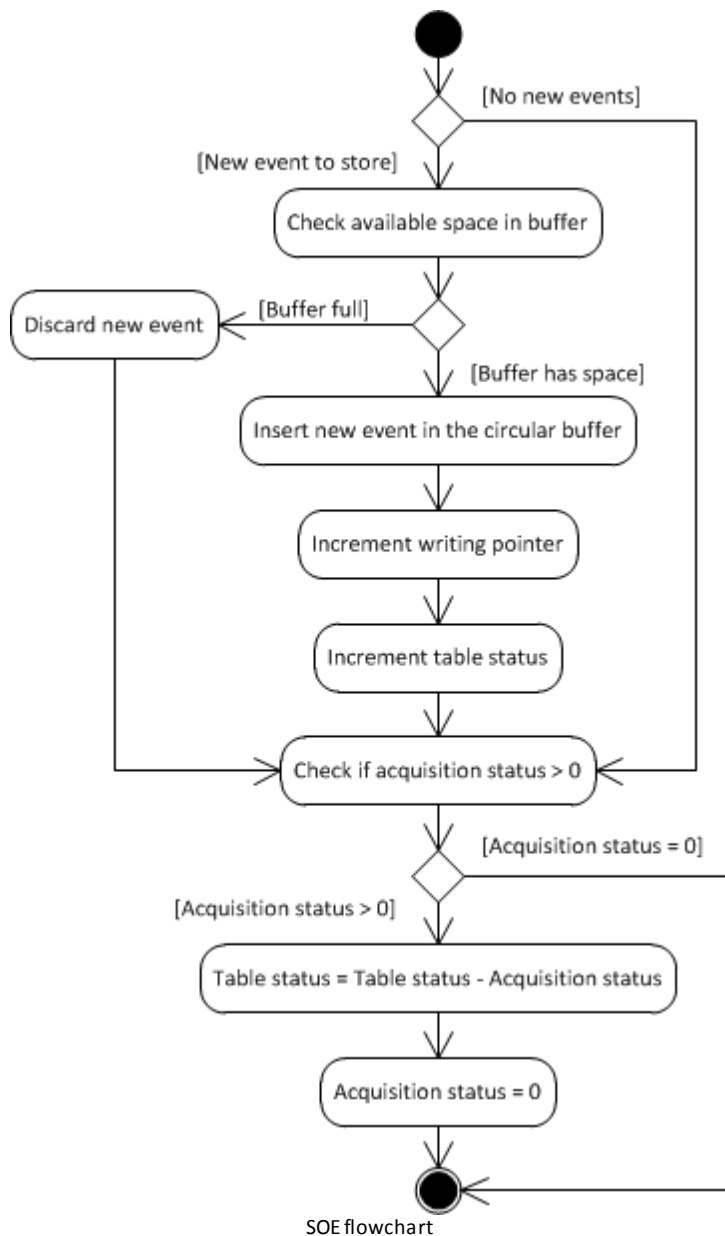 [No new events]
[New event to store]
Check available space in buffer
Discard new event
[Buffer full]
[Buffer has space]
Insert new event in the circular buffer
Increment writing pointer
Increment table status
Check if acquisition status > 0
[Acquisition status = 0]
[Acquisition status > 0]
Table status = Table status - Acquisition status
Acquisition status = 0
SOE flowchart